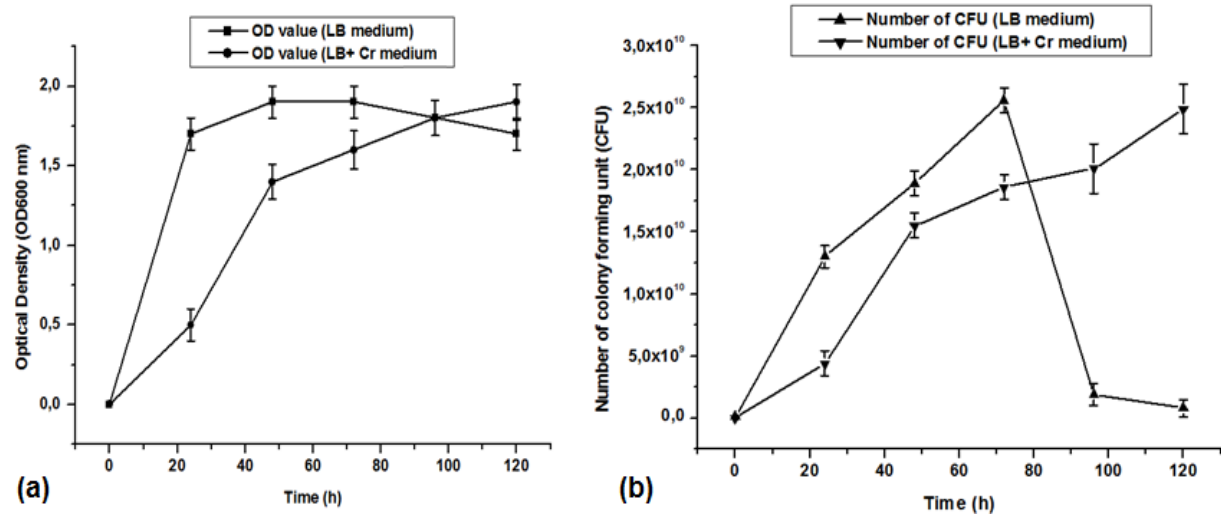 OD value (LB medium)
OD value (LB+ Cr medium
2,0
1,5
1,0
0,5
0,0
Optical Density (OD600 nm)
0 20 40 60 80 100 120
Time (h)
(a)
Number of CFU (LB medium)
Number of CFU (LB+ Cr medium)
3,0x10¹⁰
2,5x10¹⁰
2,0x10¹⁰
1,5x10¹⁰
1,0x10¹⁰
5,0x10⁹
0,0
Number of colony forming unit (CFU)
0 20 40 60 80 100 120
Time (h)
(b)